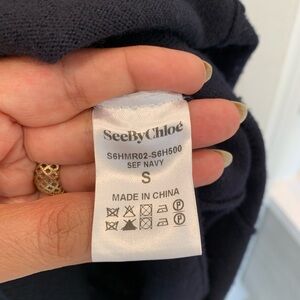 SeeByChloé
S6HMR02-S6H500
SEF NAVY
S
MADE IN CHINA